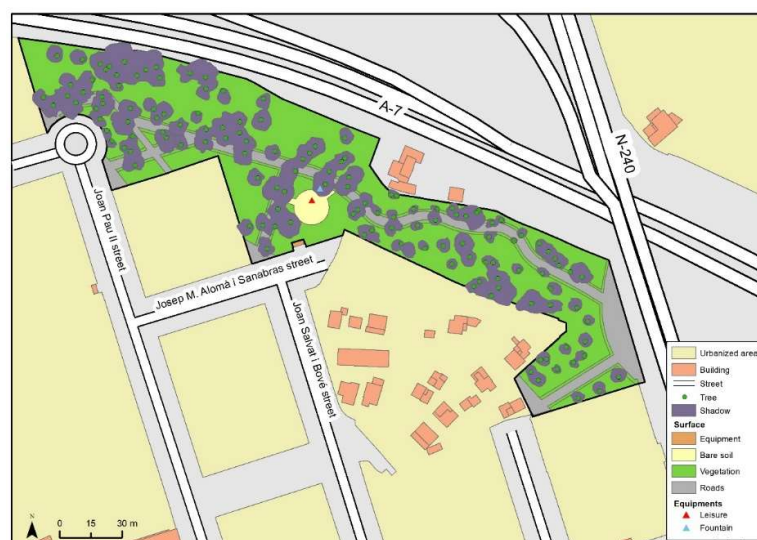 A-7
N-240
Joan Pau II street
Josep M. Alomà i Sanabras street
Joan Salvat i Bové street
Urbanized area
Building
Street
Tree
Shadow
Surface
Equipment
Bare soil
Vegetation
Roads
Equipments
Leisure
Fountain
N
0 15 30 m